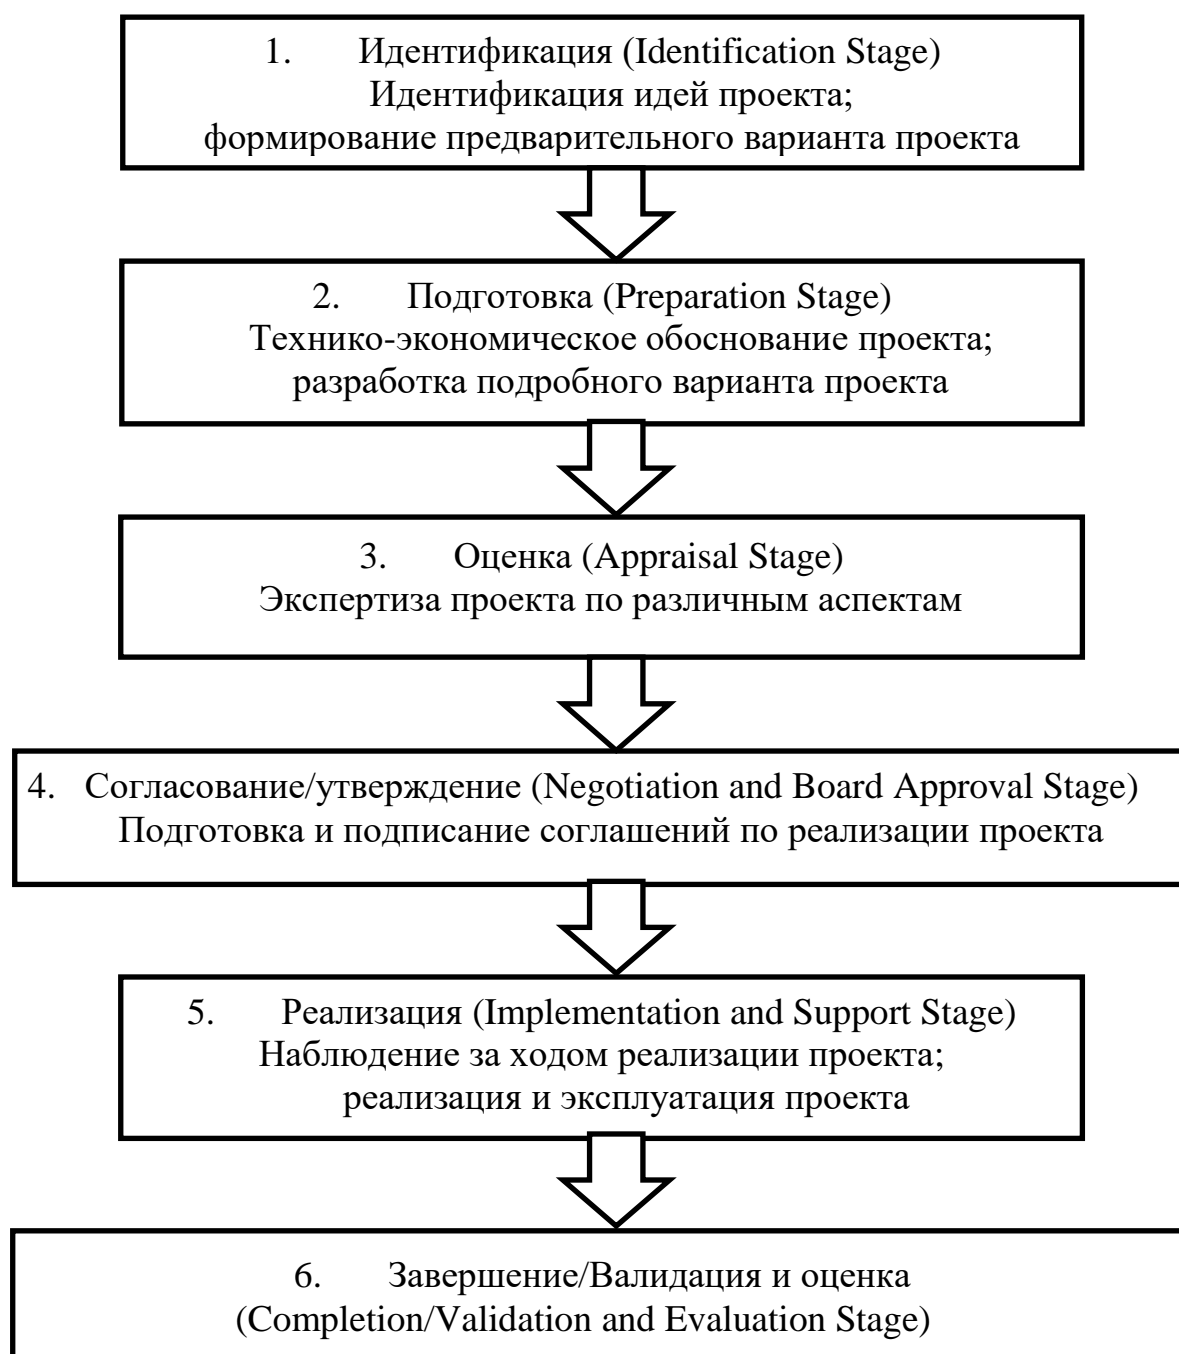 1. Идентификация (Identification Stage)
Идентификация идей проекта;
формирование предварительного варианта проекта
2. Подготовка (Preparation Stage)
Технико-экономическое обоснование проекта;
разработка подробного варианта проекта
3. Оценка (Appraisal Stage)
Экспертиза проекта по различным аспектам
4. Согласование/утверждение (Negotiation and Board Approval Stage)
Подготовка и подписание соглашений по реализации проекта
5. Реализация (Implementation and Support Stage)
Наблюдение за ходом реализации проекта;
реализация и эксплуатация проекта
6. Завершение/Валидация и оценка
(Completion/Validation and Evaluation Stage)